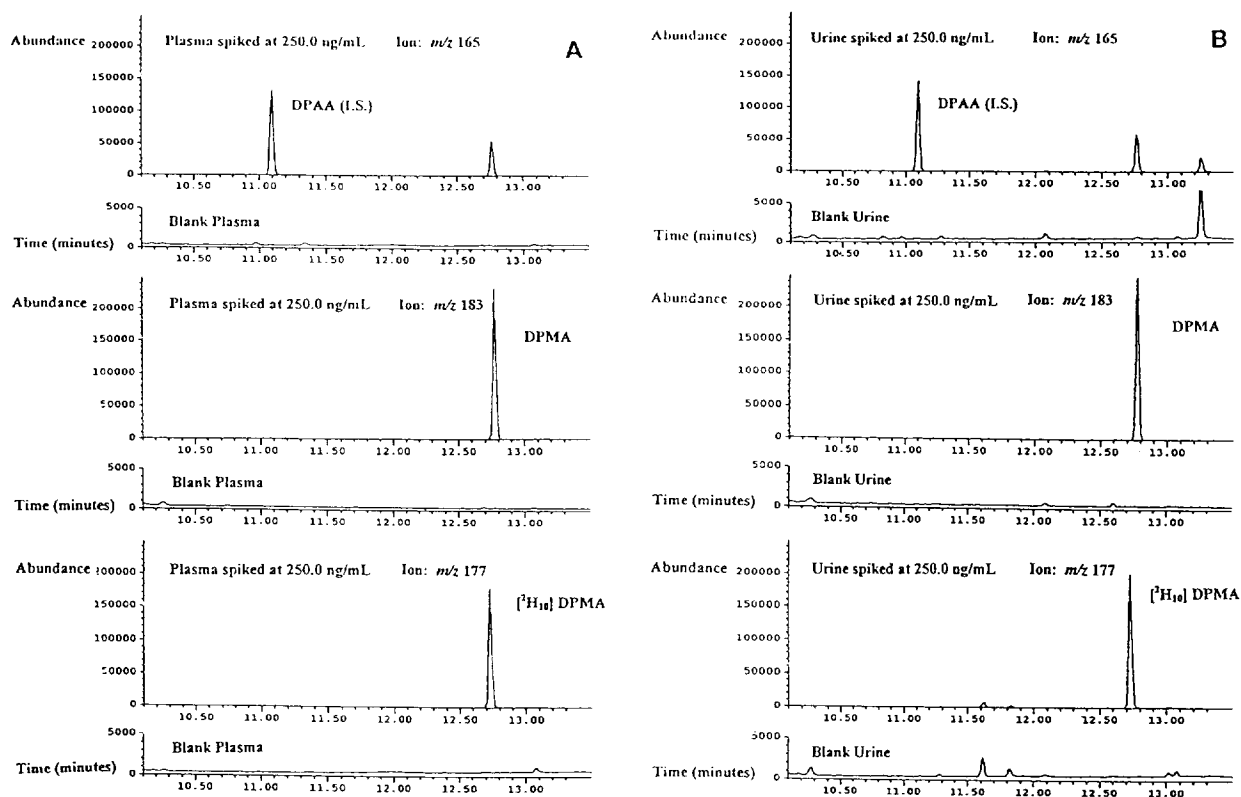 A
Abundance
Plasma spiked at 250.0 ng/mL Ion: m/z 165
200000
150000
DPAA (I.S.)
100000
50000
0
10.50 11.00 11.50 12.00 12.50 13.00
5000
Blank Plasma
Time (minutes) 0
10.50 11.00 11.50 12.00 12.50 13.00
Abundance
Plasma spiked at 250.0 ng/mL Ion: m/z 183
200000
150000
DPMA
100000
50000
0
10.50 11.00 11.50 12.00 12.50 13.00
5000
Blank Plasma
Time (minutes) 0
10.50 11.00 11.50 12.00 12.50 13.00
Abundance 200000
Plasma spiked at 250.0 ng/mL Ion: m/z 177
150000
[²H₁₀] DPMA
100000
50000
0
10.50 11.00 11.50 12.00 12.50 13.00
5000
Blank Plasma
Time (minutes) 0
10.50 11.00 11.50 12.00 12.50 13.00
B
Abundance
Urine spiked at 250.0 ng/mL Ion: m/z 165
200000
150000
DPAA (I.S.)
100000
50000
0
10.50 11.00 11.50 12.00 12.50 13.00
5000
Blank Urine
Time (minutes) 0
10.50 11.00 11.50 12.00 12.50 13.00
Abundance
Urine spiked at 250.0 ng/mL Ion: m/z 183
200000
DPMA
150000
100000
50000
0
10.50 11.00 11.50 12.00 12.50 13.00
5000
Blank Urine
Time (minutes) 0
10.50 11.00 11.50 12.00 12.50 13.00
Abundance 200000
Urine spiked at 250.0 ng/mL Ion: m/z 177
[²H₁₀] DPMA
150000
100000
50000
0
10.50 11.00 11.50 12.00 12.50 13.00
5000
Blank Urine
Time (minutes) 0
10.50 11.00 11.50 12.00 12.50 13.00